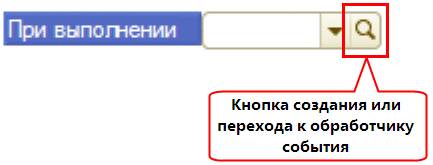 При выполнении
Кнопка создания или
перехода к обработчику
события